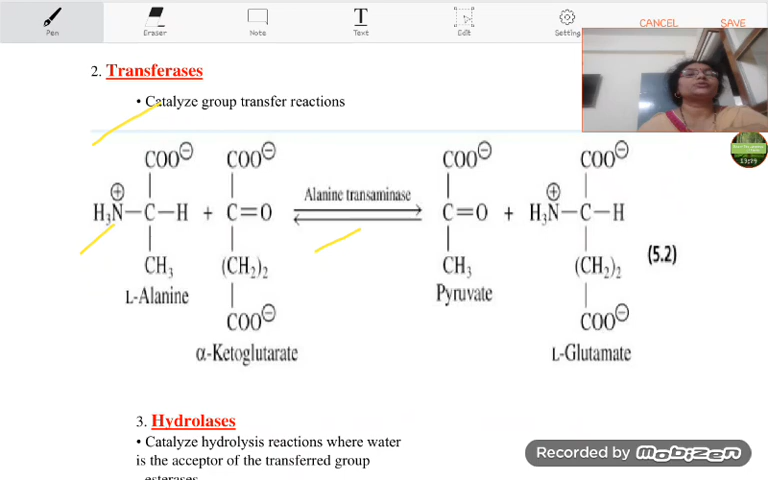 Pen Eraser Note Text Edit Setting CANCEL SAVE
2. Transferases
• Catalyze group transfer reactions
COO⊖ COO⊖ COO⊖ COO⊖
⊕ Alanine transaminase ⊕
H₃N—C—H + C=O C=O + H₃N—C—H
(5.2)
CH₃ (CH₂)₂ CH₃ (CH₂)₂
L-Alanine Pyruvate
COO⊖ COO⊖
α-Ketoglutarate L-Glutamate
3. Hydrolases
• Catalyze hydrolysis reactions where water
is the acceptor of the transferred group
Recorded by mobizen